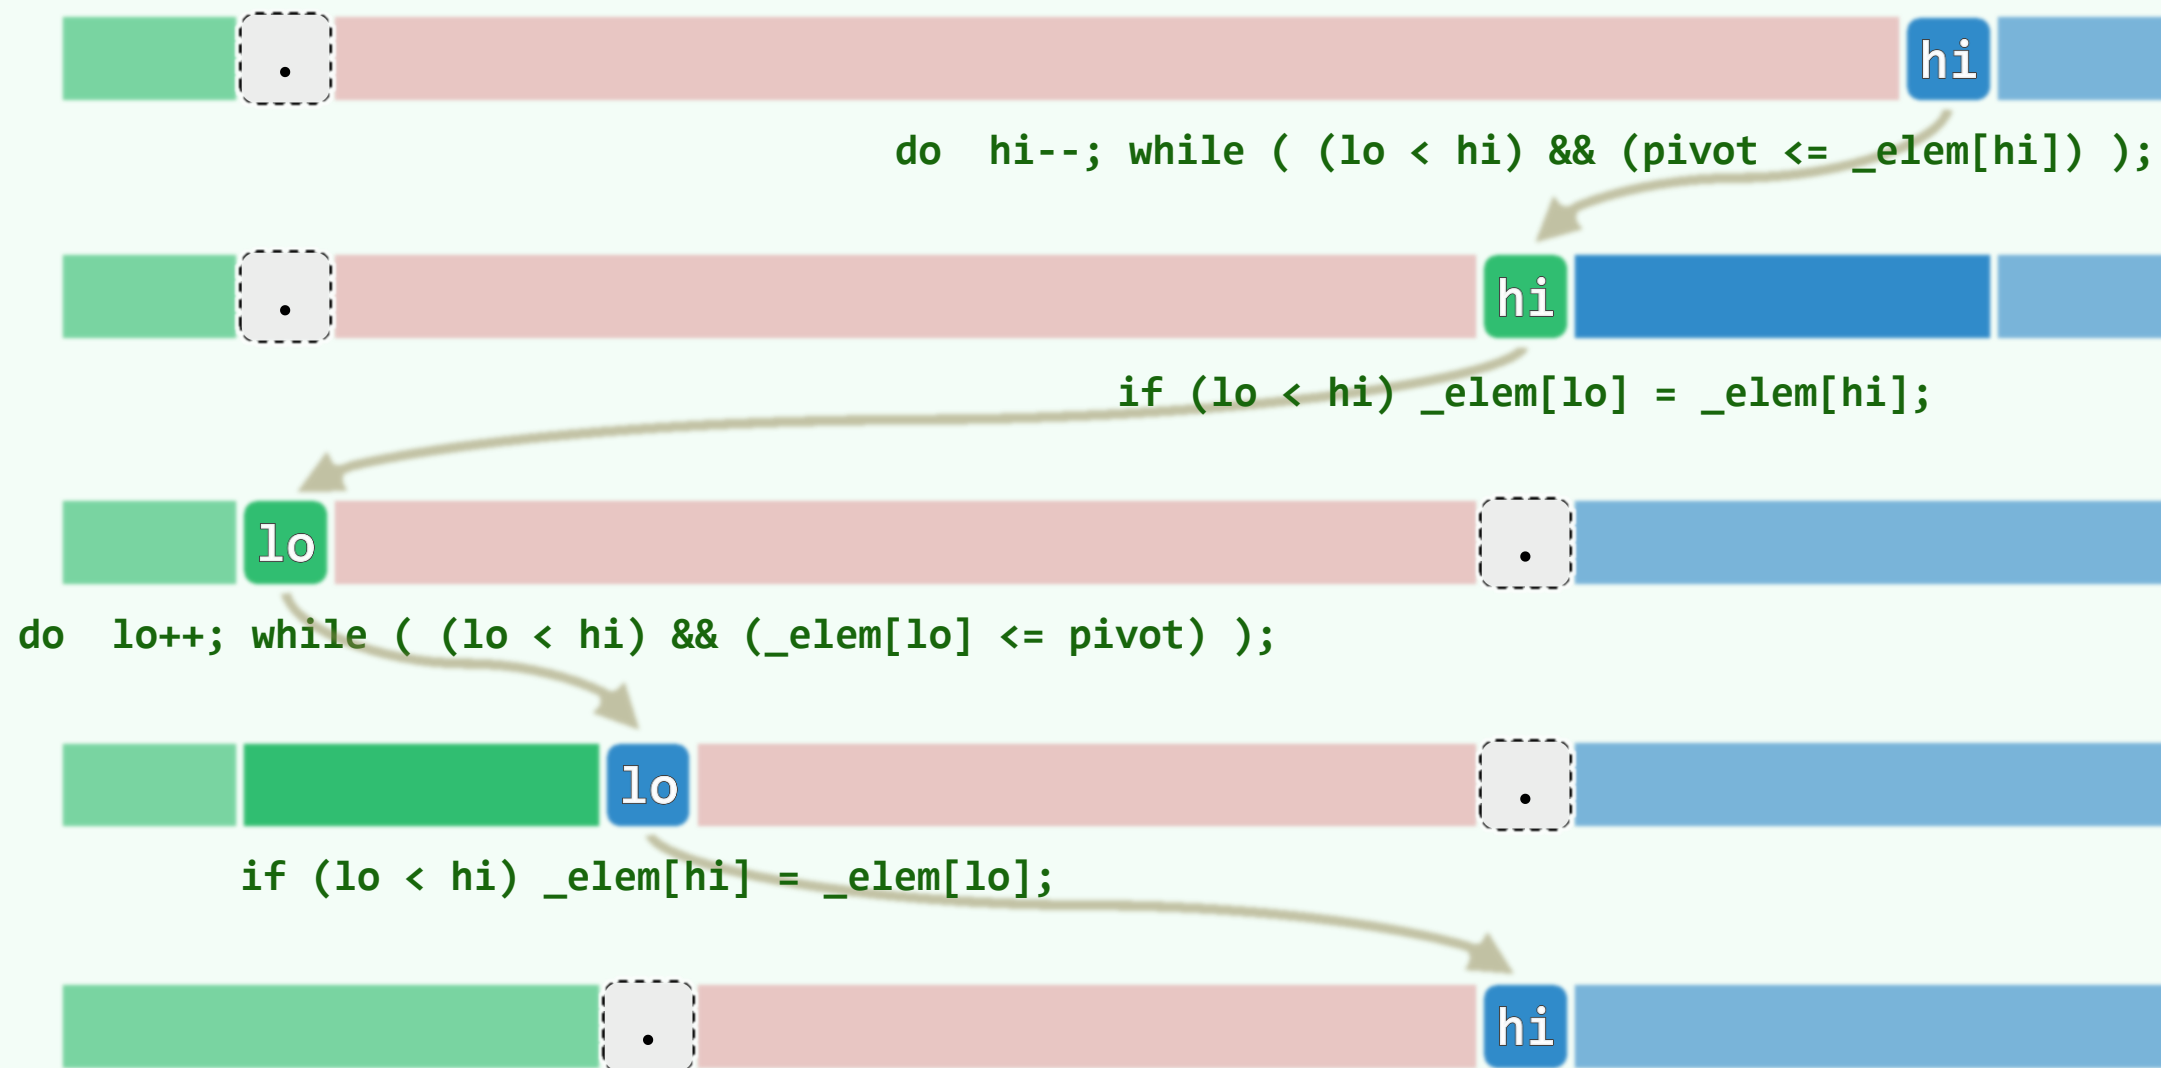 . hi
do  hi--; while ( (lo < hi) && (pivot <= _elem[hi]) );
. hi
if (lo < hi) _elem[lo] = _elem[hi];
lo .
do  lo++; while ( (lo < hi) && (_elem[lo] <= pivot) );
lo .
if (lo < hi) _elem[hi] = _elem[lo];
. hi